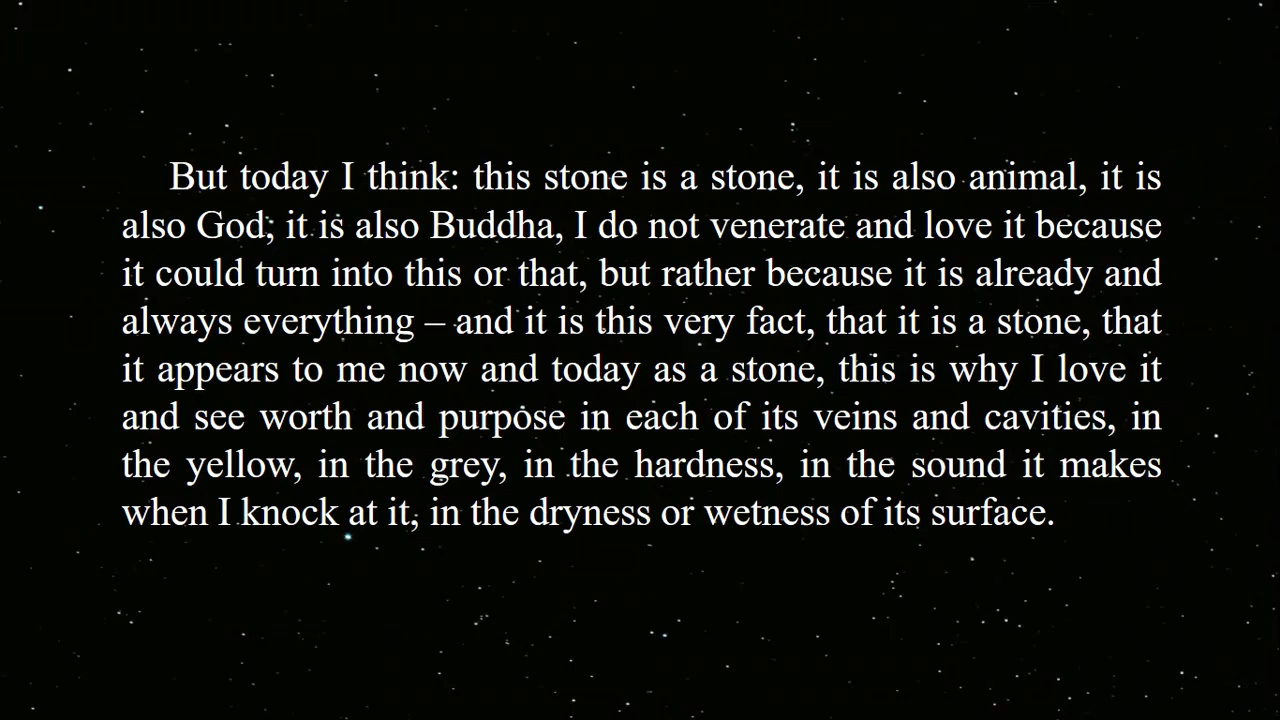 But today I think: this stone is a stone, it is also animal, it is
also God, it is also Buddha, I do not venerate and love it because
it could turn into this or that, but rather because it is already and
always everything – and it is this very fact, that it is a stone, that
it appears to me now and today as a stone, this is why I love it
and see worth and purpose in each of its veins and cavities, in
the yellow, in the grey, in the hardness, in the sound it makes
when I knock at it, in the dryness or wetness of its surface.